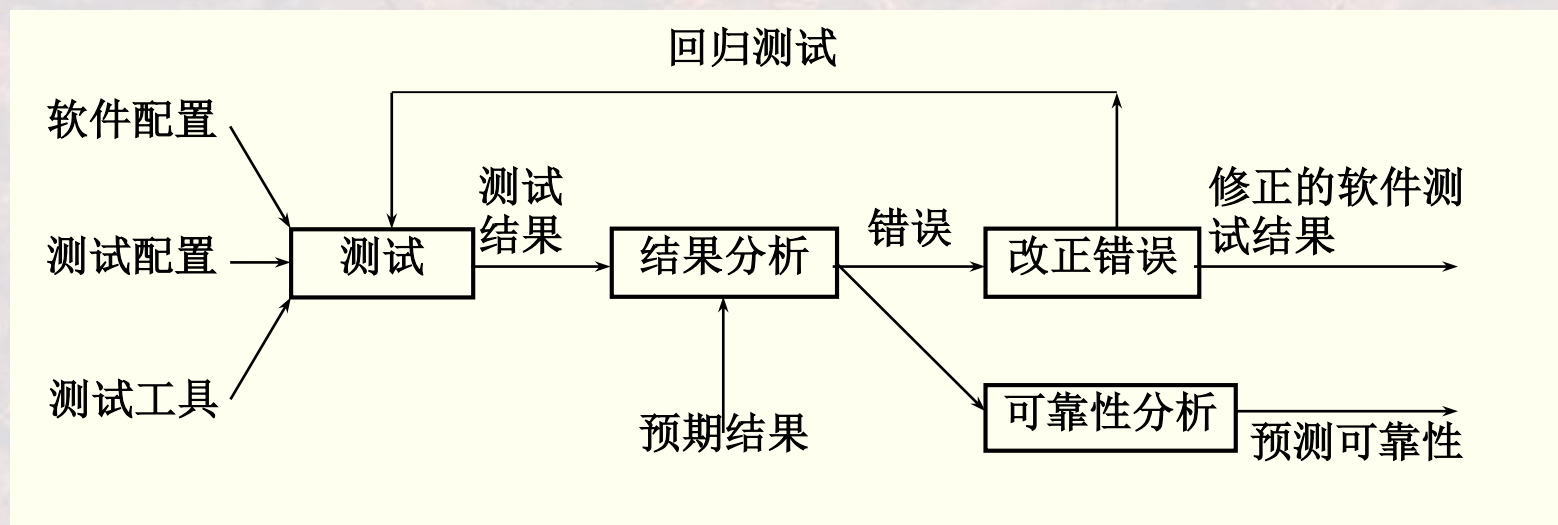 回归测试
软件配置
测试
结果
修正的软件测
试结果
错误
测试配置
测试
结果分析
改正错误
测试工具
预期结果
可靠性分析
预测可靠性